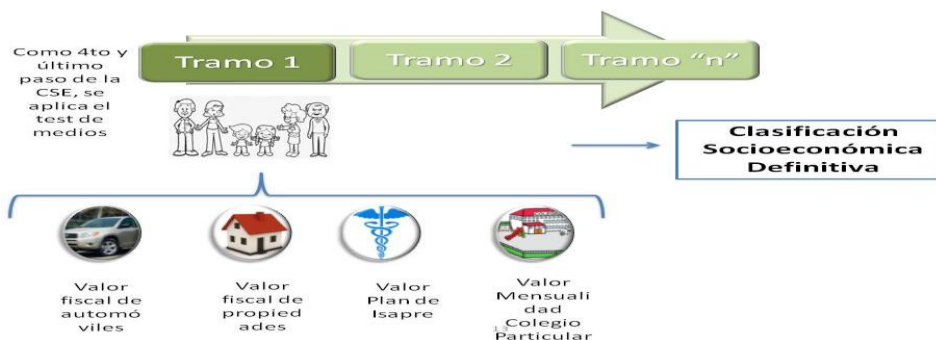 Como 4to y
último
paso de la
CSE, se
aplica el
test de
medios
Tramo 1
Tramo 2
Tramo "n"
Clasificación
Socioeconómica
Definitiva
Valor
fiscal de
automó
viles
Valor
fiscal de
propied
ades
Valor
Plan de
Isapre
Valor
Mensuali
dad
Colegio
Particular
13